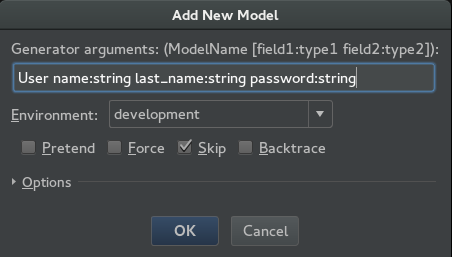 Add New Model
Generator arguments: (ModelName [field1:type1 field2:type2]):
User name:string last_name:string password:string
Environment: development
Pretend Force Skip Backtrace
Options
OK Cancel